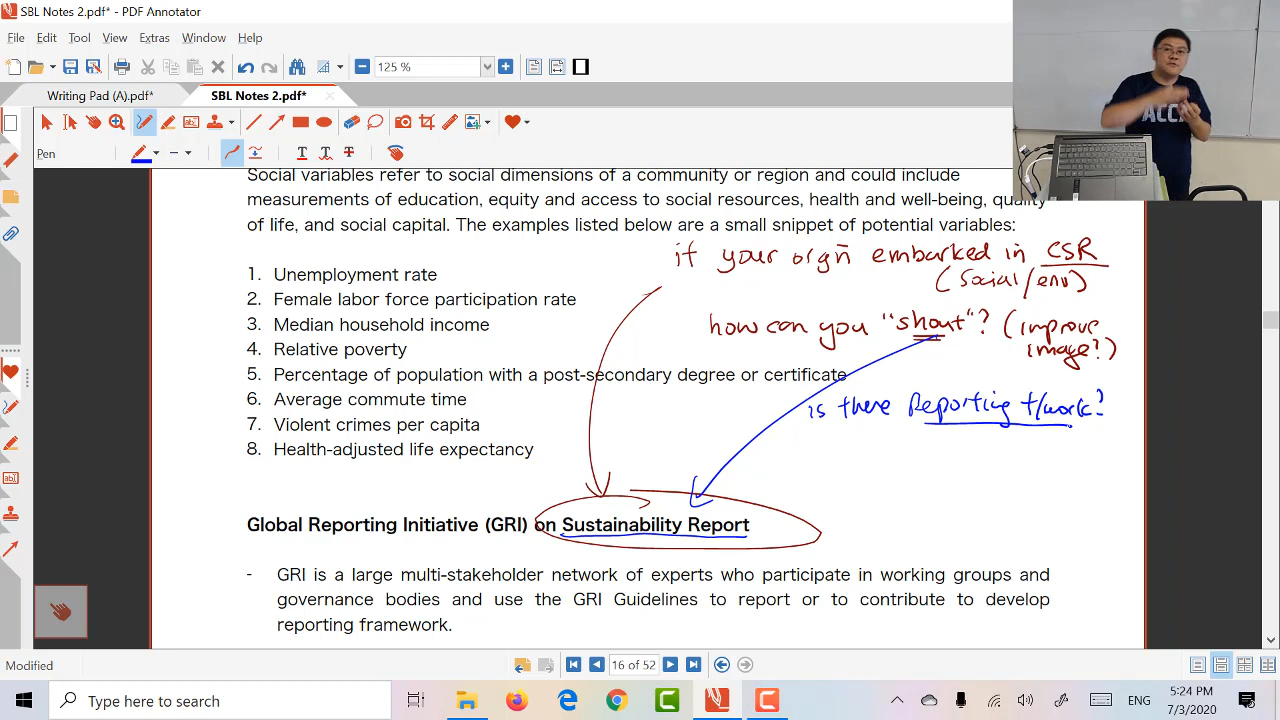 SBL Notes 2.pdf* - PDF Annotator
File Edit Tool View Extras Window Help
125 %
Writing Pad (A).pdf* SBL Notes 2.pdf*
Pen
Social variables refer to social dimensions of a community or region and could include
measurements of education, equity and access to social resources, health and well-being, quality
of life, and social capital. The examples listed below are a small snippet of potential variables:
if your orgn̄ embarked in CSR
(social/env)
1. Unemployment rate
2. Female labor force participation rate
3. Median household income
how can you "shout"? (improve
image?)
4. Relative poverty
5. Percentage of population with a post-secondary degree or certificate
6. Average commute time
is there Reporting f/work?
7. Violent crimes per capita
8. Health-adjusted life expectancy
Global Reporting Initiative (GRI) on Sustainability Report
- GRI is a large multi-stakeholder network of experts who participate in working groups and
governance bodies and use the GRI Guidelines to report or to contribute to develop
reporting framework.
Modified
16 of 52
Type here to search
ENG
5:24 PM
7/3/2020
ACCA